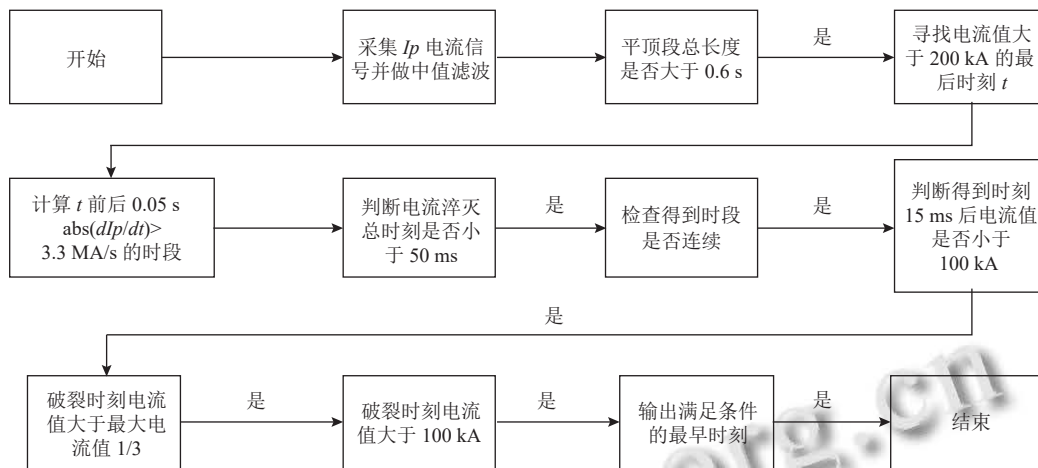 开始
采集 Ip 电流信
号并做中值滤波
平顶段总长度
是否大于 0.6 s
是
寻找电流值大
于 200 kA 的最
后时刻 t
计算 t 前后 0.05 s
abs(dIp/dt)>
3.3 MA/s 的时段
判断电流淬灭
总时刻是否小
于 50 ms
是
检查得到时段
是否连续
是
判断得到时刻
15 ms 后电流值
是否小于
100 kA
是
破裂时刻电流
值大于最大电
流值 1/3
是
破裂时刻电流
值大于 100 kA
是
输出满足条件
的最早时刻
是
结束
rg.cn